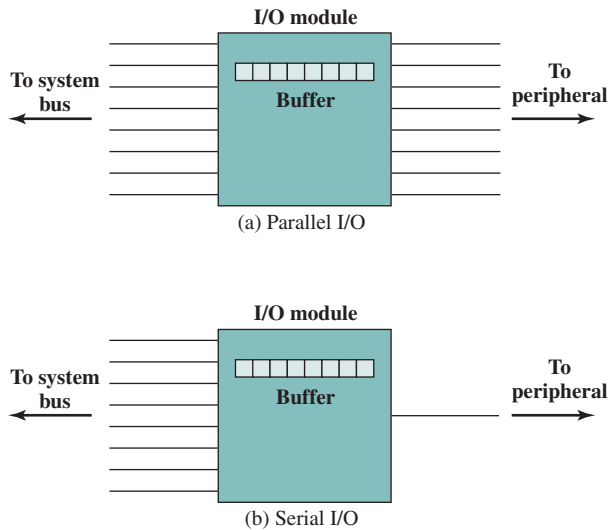 I/O module
To system
bus
Buffer
To
peripheral
(a) Parallel I/O
I/O module
To system
bus
Buffer
To
peripheral
(b) Serial I/O